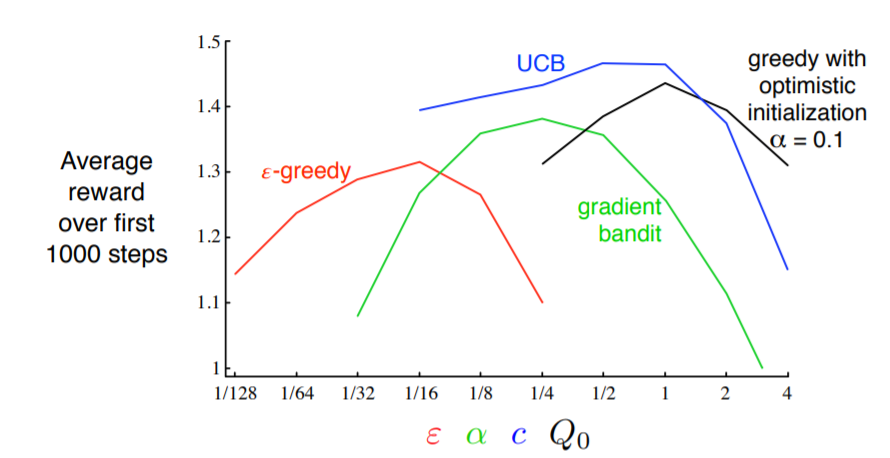 1.5
1.4
1.3
1.2
1.1
1
Average
reward
over first
1000 steps
ε-greedy
UCB
greedy with
optimistic
initialization
α = 0.1
gradient
bandit
1/128 1/64 1/32 1/16 1/8 1/4 1/2 1 2 4
ε α c Q₀